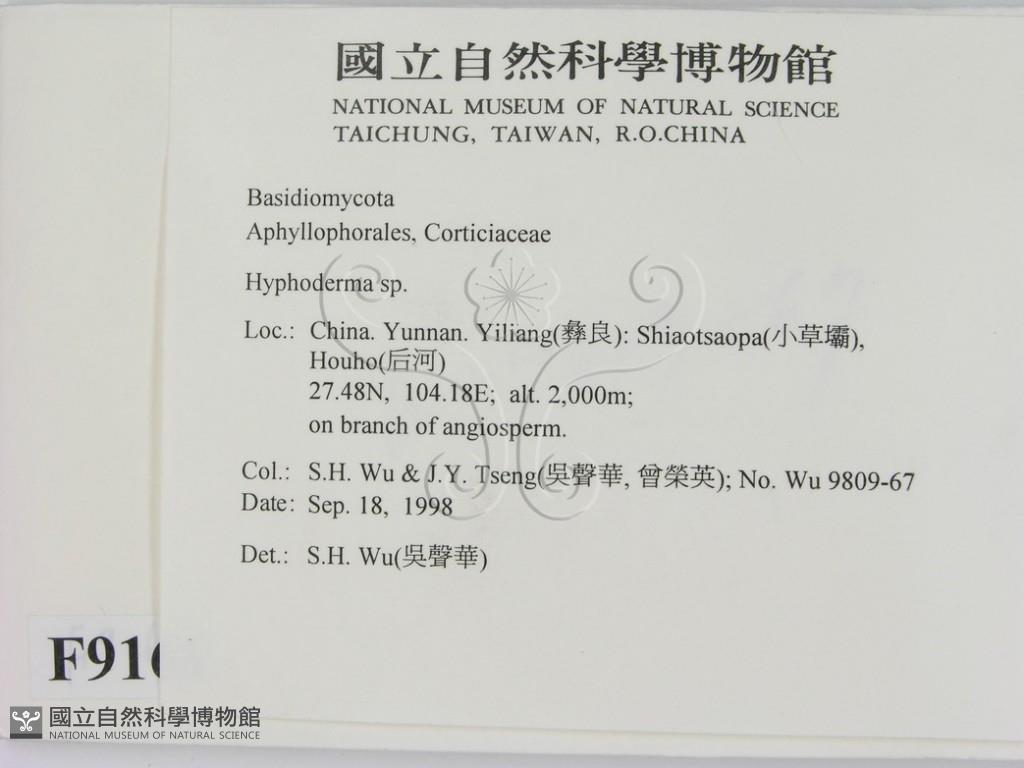 國立自然科學博物館
NATIONAL MUSEUM OF NATURAL SCIENCE
TAICHUNG, TAIWAN, R.O.CHINA
Basidiomycota
Aphyllophorales, Corticiaceae
Hyphoderma sp.
Loc.: China. Yunnan. Yiliang(彝良): Shiaotsaopa(小草壩),
Houho(后河)
27.48N, 104.18E; alt. 2,000m;
on branch of angiosperm.
Col.: S.H. Wu & J.Y. Tseng(吳聲華, 曾榮英); No. Wu 9809-67
Date: Sep. 18, 1998
Det.: S.H. Wu(吳聲華)
F916
國立自然科學博物館
NATIONAL MUSEUM OF NATURAL SCIENCE